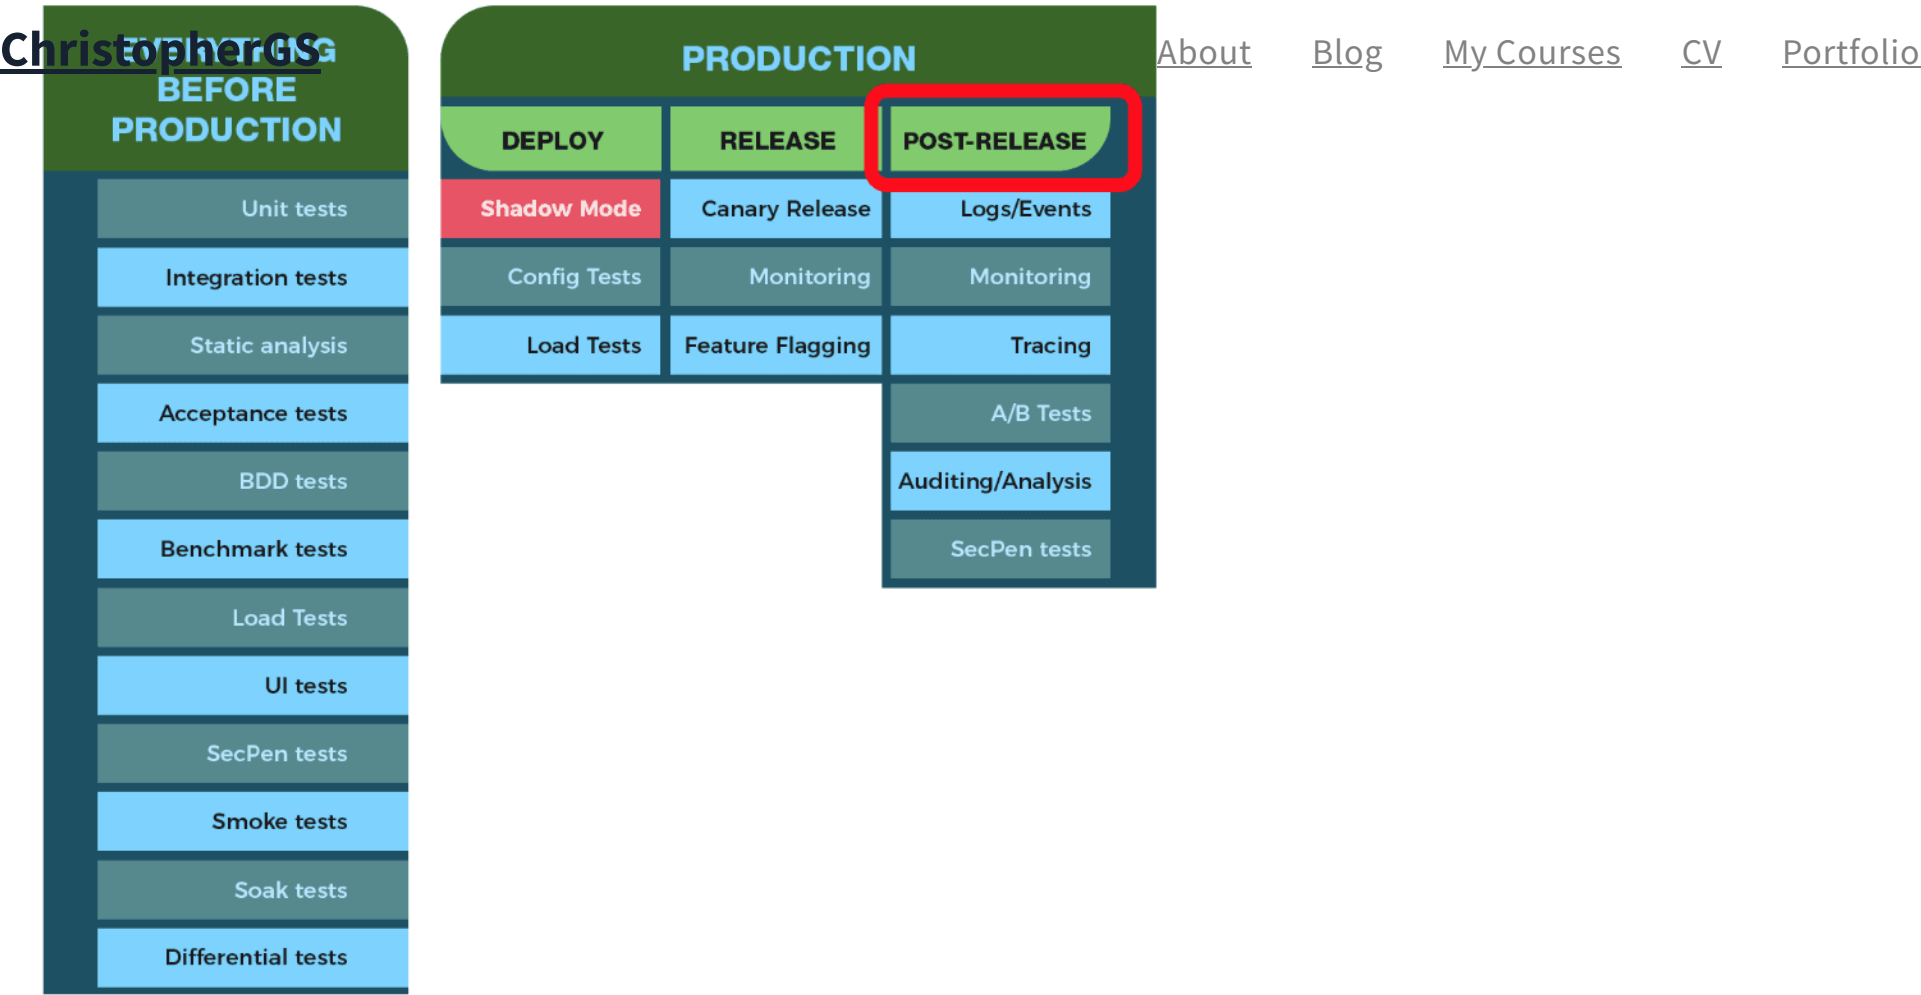 ChristopherGS
About
Blog
My Courses
CV
Portfolio
EVERYTHING
BEFORE
PRODUCTION
Unit tests
Integration tests
Static analysis
Acceptance tests
BDD tests
Benchmark tests
Load Tests
UI tests
SecPen tests
Smoke tests
Soak tests
Differential tests
PRODUCTION
DEPLOY
Shadow Mode
Config Tests
Load Tests
RELEASE
Canary Release
Monitoring
Feature Flagging
POST-RELEASE
Logs/Events
Monitoring
Tracing
A/B Tests
Auditing/Analysis
SecPen tests